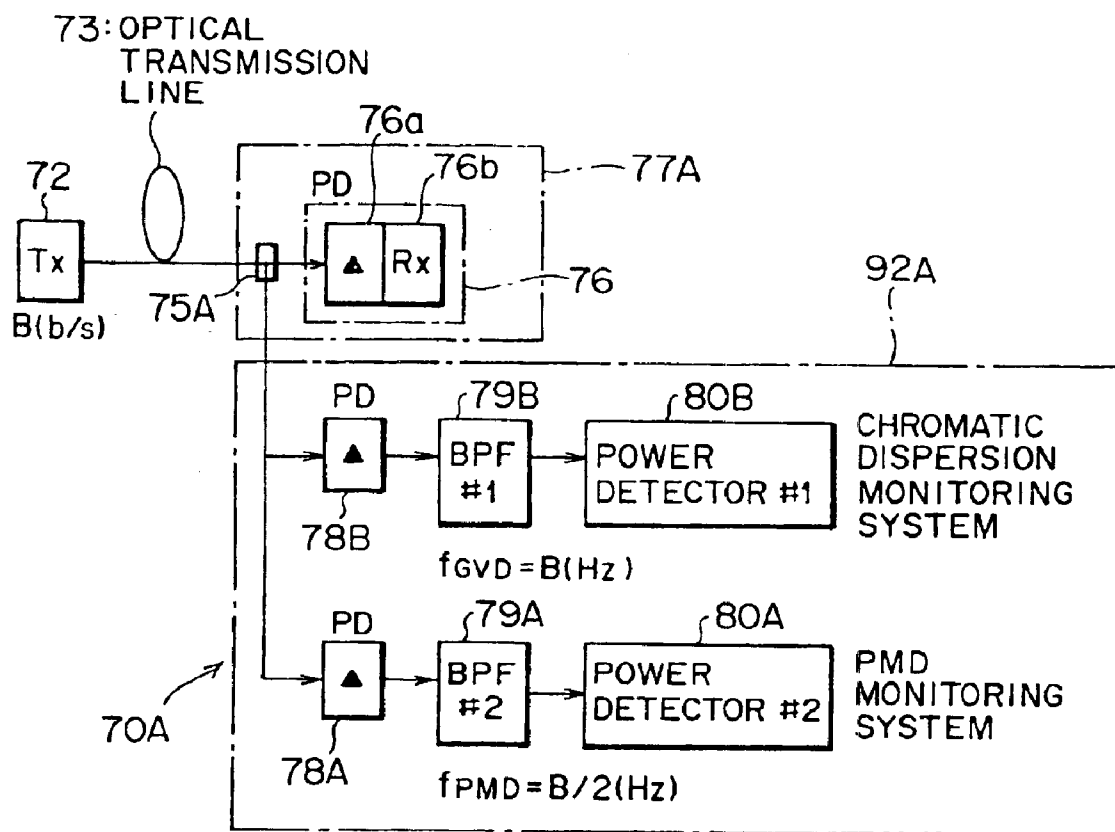 73: OPTICAL
TRANSMISSION
LINE
76a
72
PD
76b
77A
Tx
Rx
75A
76
B(b/s)
92A
PD
79B
80B
BPF
#1
POWER
DETECTOR #1
CHROMATIC
DISPERSION
MONITORING
SYSTEM
78B
fGVD=B(Hz)
PD
79A
80A
BPF
#2
POWER
DETECTOR #2
PMD
MONITORING
SYSTEM
70A
78A
fPMD=B/2(Hz)